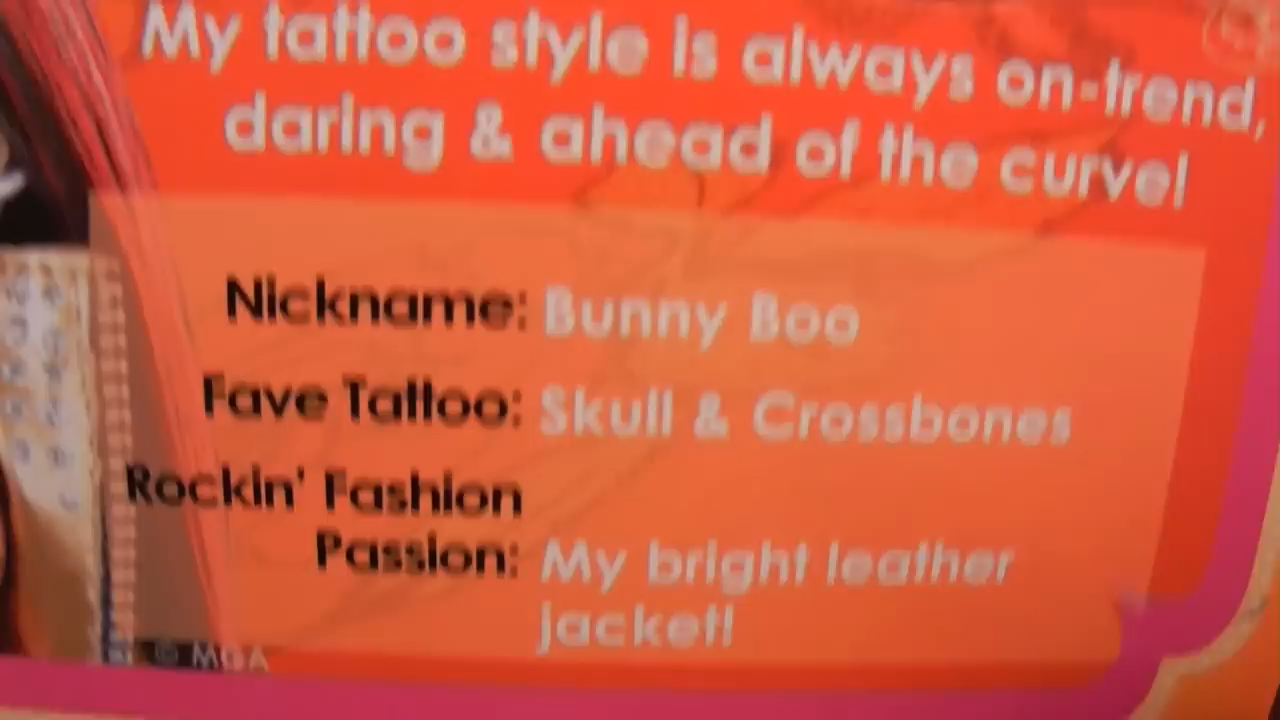 My tattoo style is always on-trend,
daring & ahead of the curve!
Nickname: Bunny Boo
Fave Tattoo: Skull & Crossbones
Rockin' Fashion
Passion: My bright leather
jacket!
© MGA